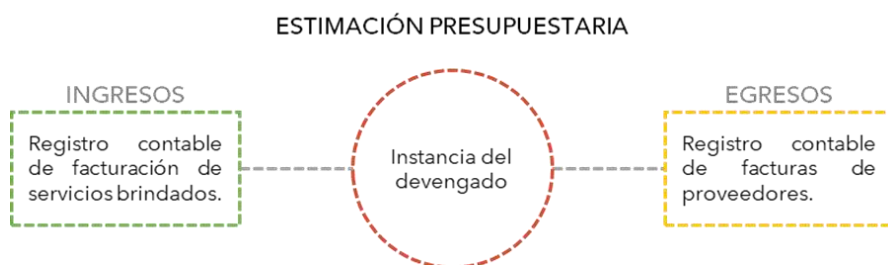 ESTIMACIÓN PRESUPUESTARIA
INGRESOS
Registro contable
de facturación de
servicios brindados.
Instancia del
devengado
EGRESOS
Registro contable
de facturas de
proveedores.